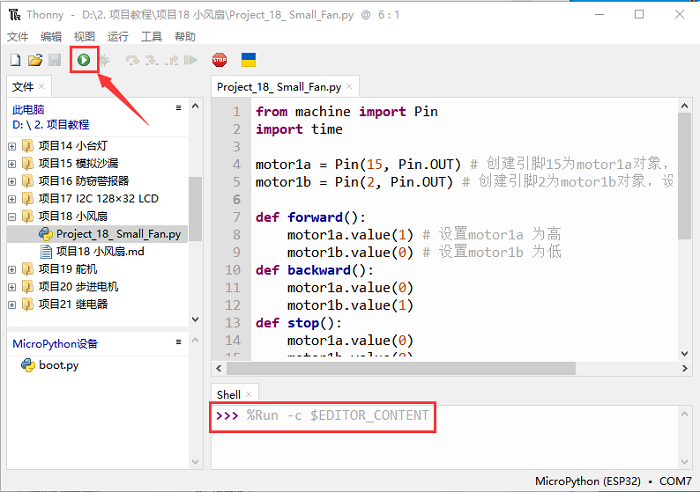 Thonny - D:\2. 项目教程\项目18 小风扇\Project_18_ Small_Fan.py @ 6 : 1
文件 编辑 视图 运行 工具 帮助
STOP
文件
此电脑
D: \ 2. 项目教程
项目14 小台灯
项目15 模拟沙漏
项目16 防窃警报器
项目17 I2C 128×32 LCD
项目18 小风扇
Project_18_ Small_Fan.py
项目18 小风扇.md
项目19 舵机
项目20 步进电机
项目21 继电器
MicroPython设备
boot.py
Project_18_ Small_Fan.py
1 from machine import Pin
2 import time
3
4 motor1a = Pin(15, Pin.OUT) # 创建引脚15为motor1a对象,
5 motor1b = Pin(2, Pin.OUT) # 创建引脚2为motor1b对象，设
6
7 def forward():
8 motor1a.value(1) # 设置motor1a 为高
9 motor1b.value(0) # 设置motor1b 为低
10 def backward():
11 motor1a.value(0)
12 motor1b.value(1)
13 def stop():
14 motor1a.value(0)
15 motor1b.value(0)
Shell
>>> %Run -c $EDITOR_CONTENT
MicroPython (ESP32) • COM7